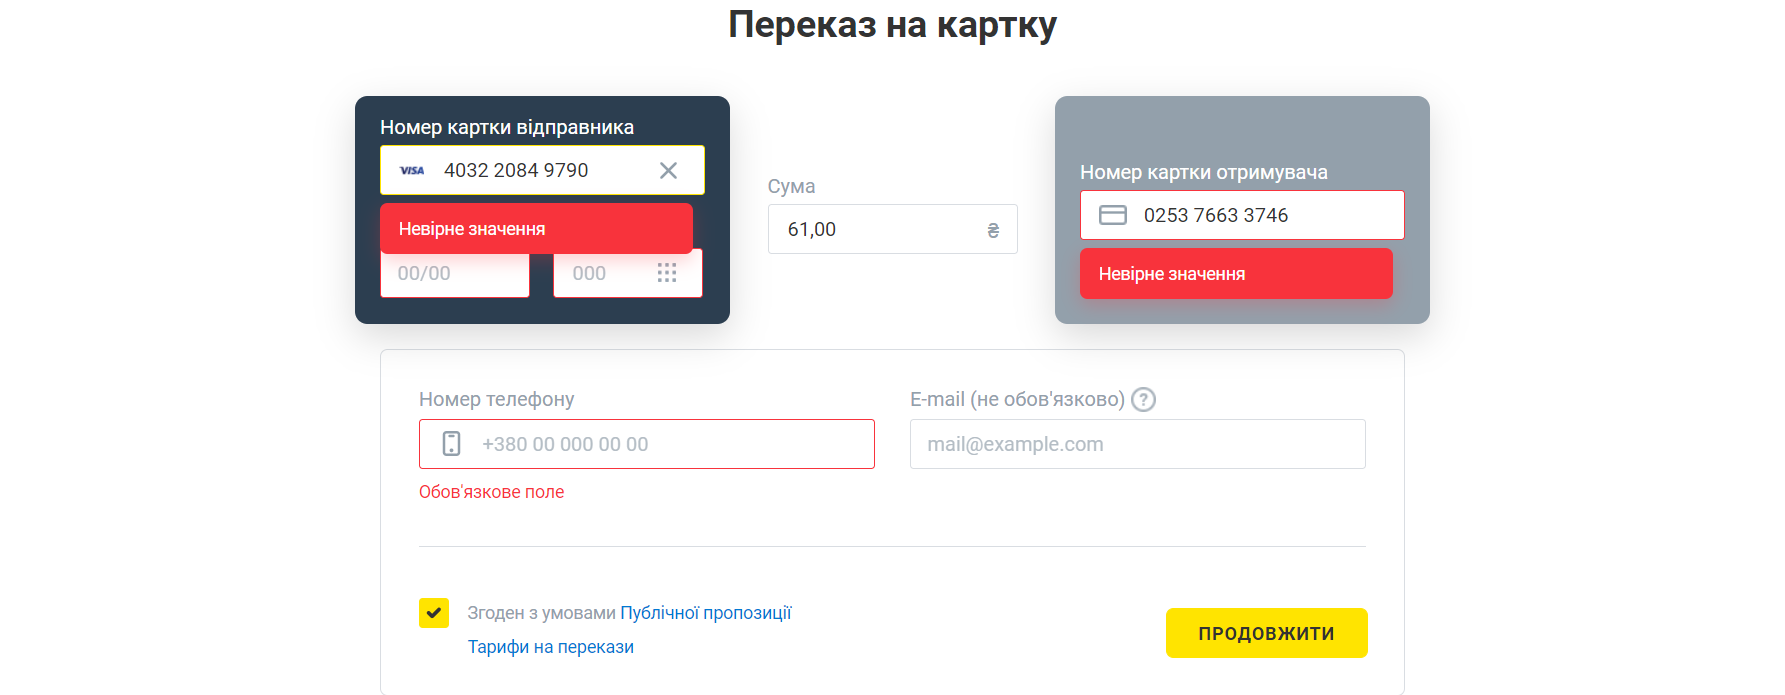 Переказ на картку
Номер картки відправника
VISA 4032 2084 9790
Невірне значення
00/00
000
Сума
61,00 ₴
Номер картки отримувача
0253 7663 3746
Невірне значення
Номер телефону
+380 00 000 00 00
Обов'язкове поле
E-mail (не обов'язково) ?
mail@example.com
Згоден з умовами Публічної пропозиції
Тарифи на перекази
ПРОДОВЖИТИ